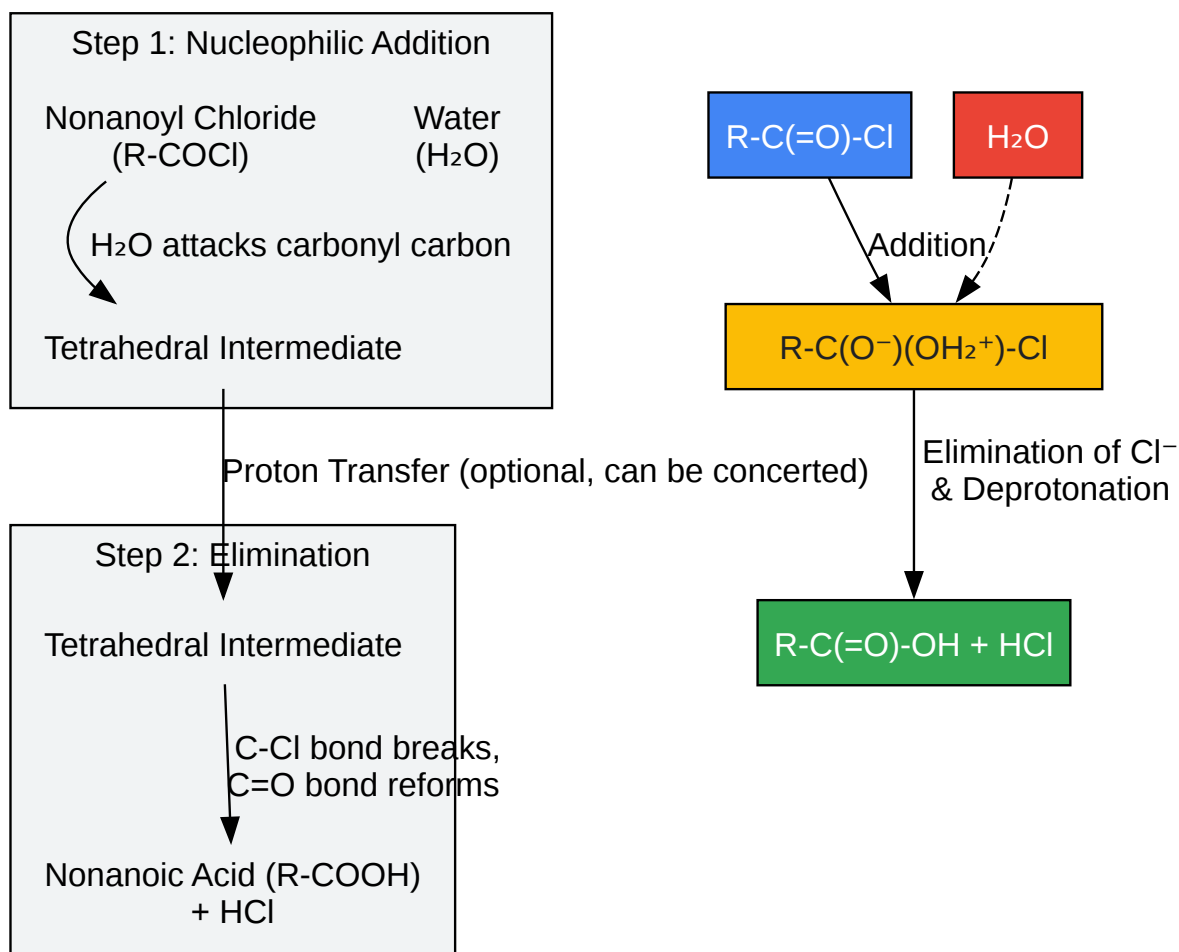 Step 1: Nucleophilic Addition
Nonanoyl Chloride
(R-COCl)
Water
(H₂O)
H₂O attacks carbonyl carbon
Tetrahedral Intermediate
Proton Transfer (optional, can be concerted)
Step 2: Elimination
Tetrahedral Intermediate
C-Cl bond breaks,
C=O bond reforms
Nonanoic Acid (R-COOH)
+ HCl
R-C(=O)-Cl
H₂O
Addition
R-C(O⁻)(OH₂⁺)-Cl
Elimination of Cl⁻
& Deprotonation
R-C(=O)-OH + HCl